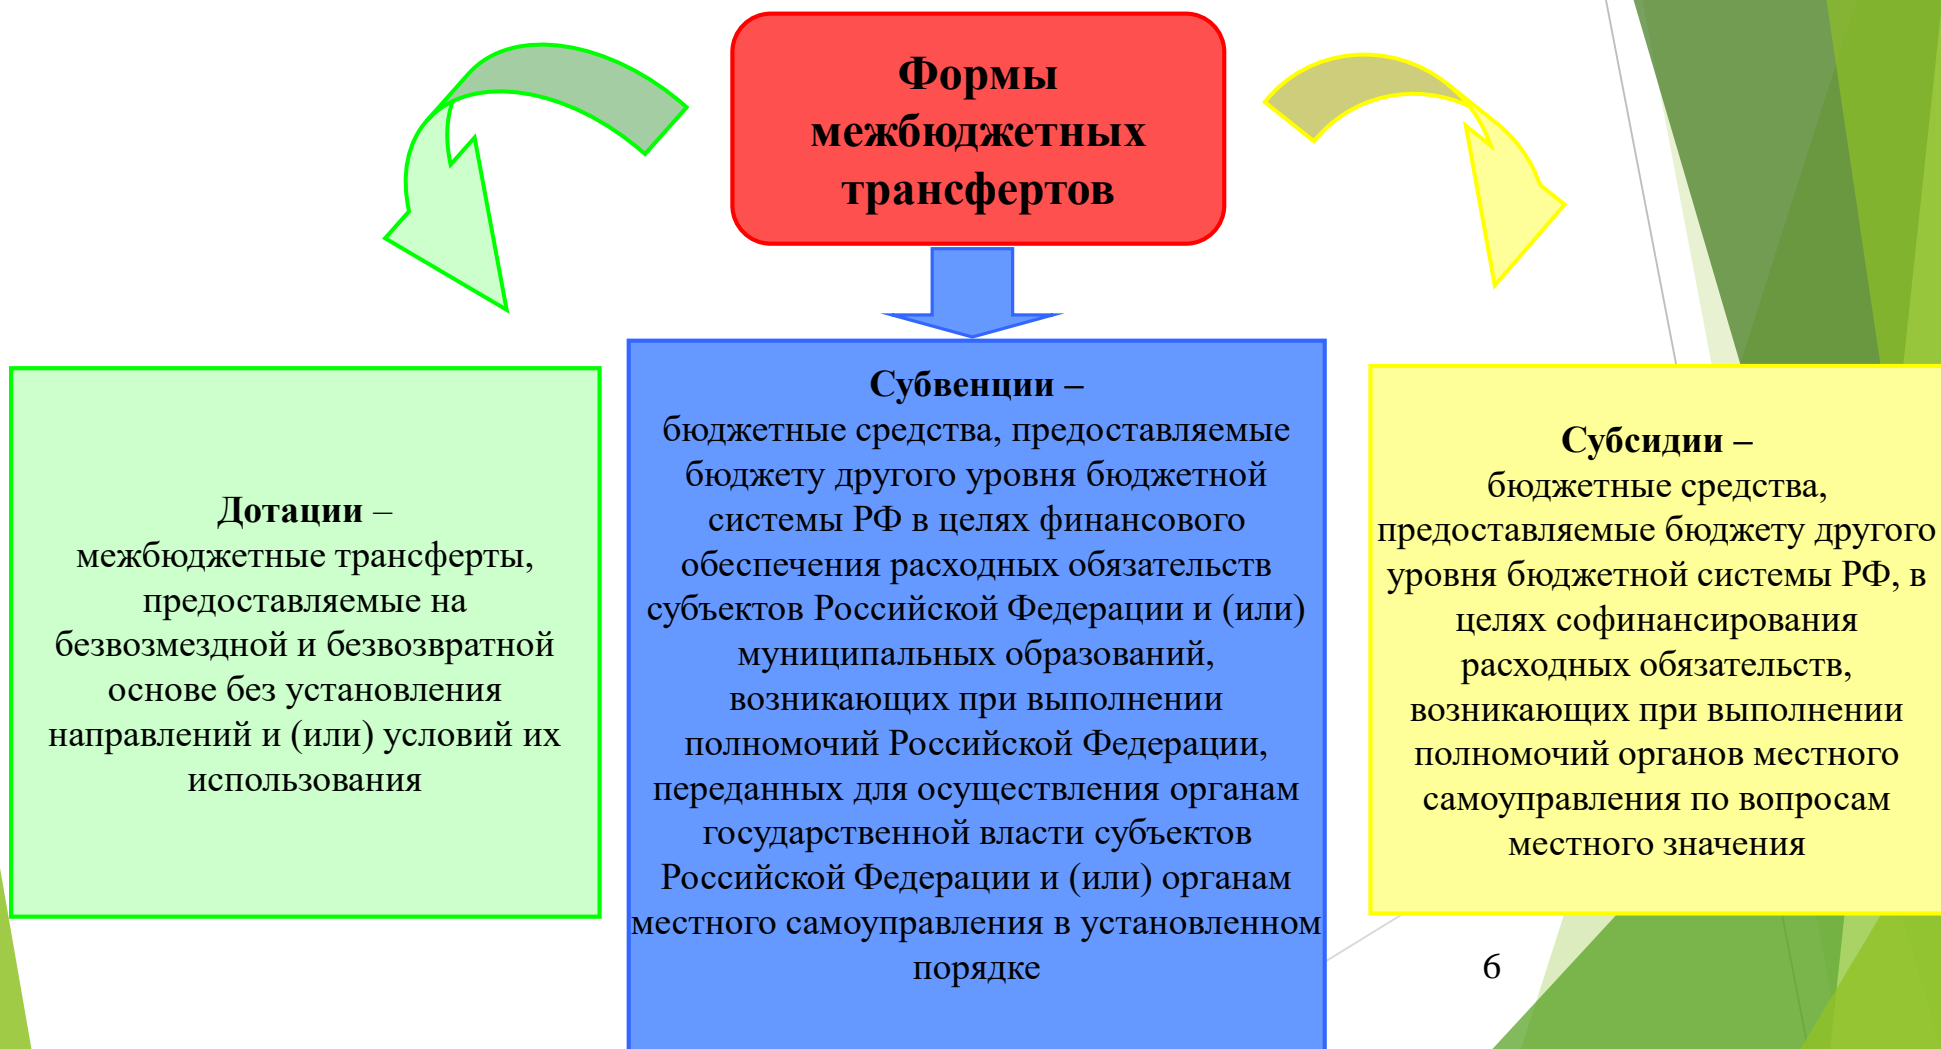 Формы
межбюджетных
трансфертов
Дотации –
межбюджетные трансферты,
предоставляемые на
безвозмездной и безвозвратной
основе без установления
направлений и (или) условий их
использования
Субвенции –
бюджетные средства, предоставляемые
бюджету другого уровня бюджетной
системы РФ в целях финансового
обеспечения расходных обязательств
субъектов Российской Федерации и (или)
муниципальных образований,
возникающих при выполнении
полномочий Российской Федерации,
переданных для осуществления органам
государственной власти субъектов
Российской Федерации и (или) органам
местного самоуправления в установленном
порядке
Субсидии –
бюджетные средства,
предоставляемые бюджету другого
уровня бюджетной системы РФ, в
целях софинансирования
расходных обязательств,
возникающих при выполнении
полномочий органов местного
самоуправления по вопросам
местного значения
6